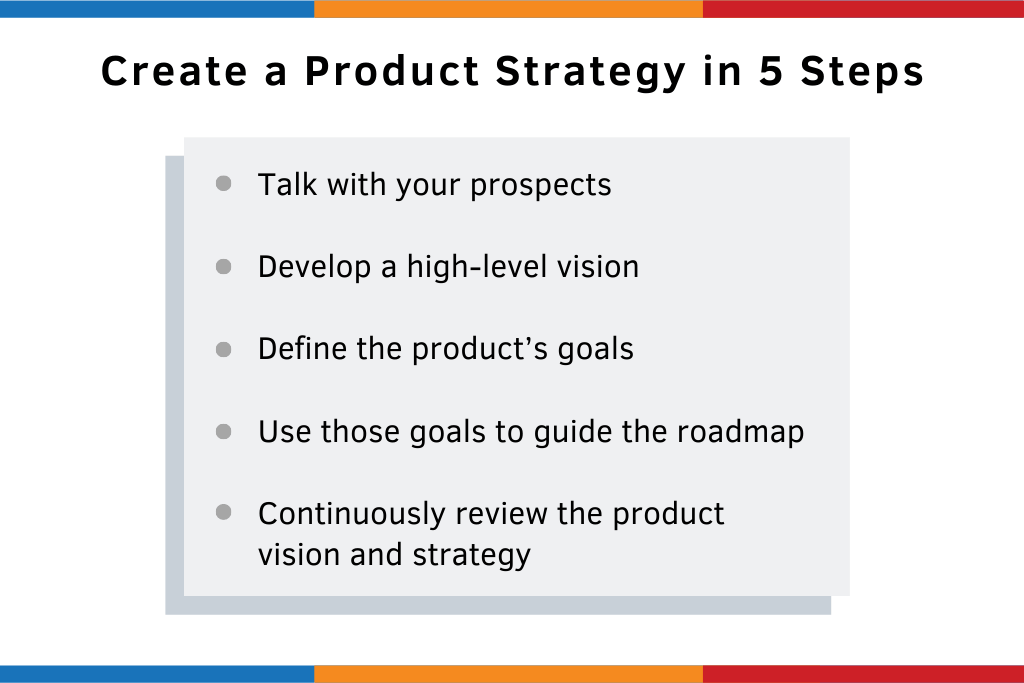 Create a Product Strategy in 5 Steps
Talk with your prospects
Develop a high-level vision
Define the product’s goals
Use those goals to guide the roadmap
Continuously review the product
vision and strategy